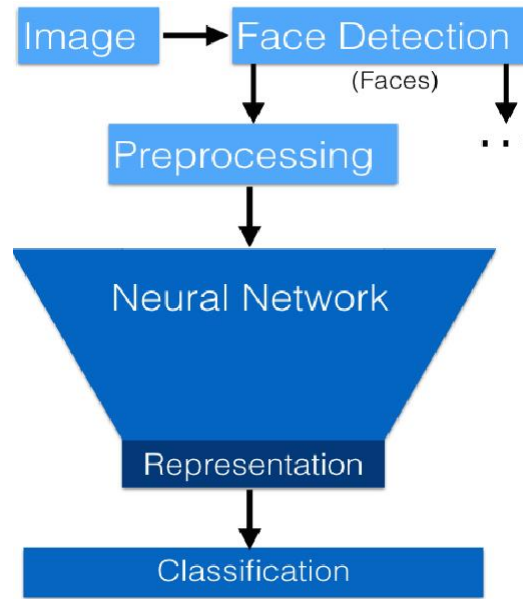 Image
Face Detection
(Faces)
...
Preprocessing
Neural Network
Representation
Classification